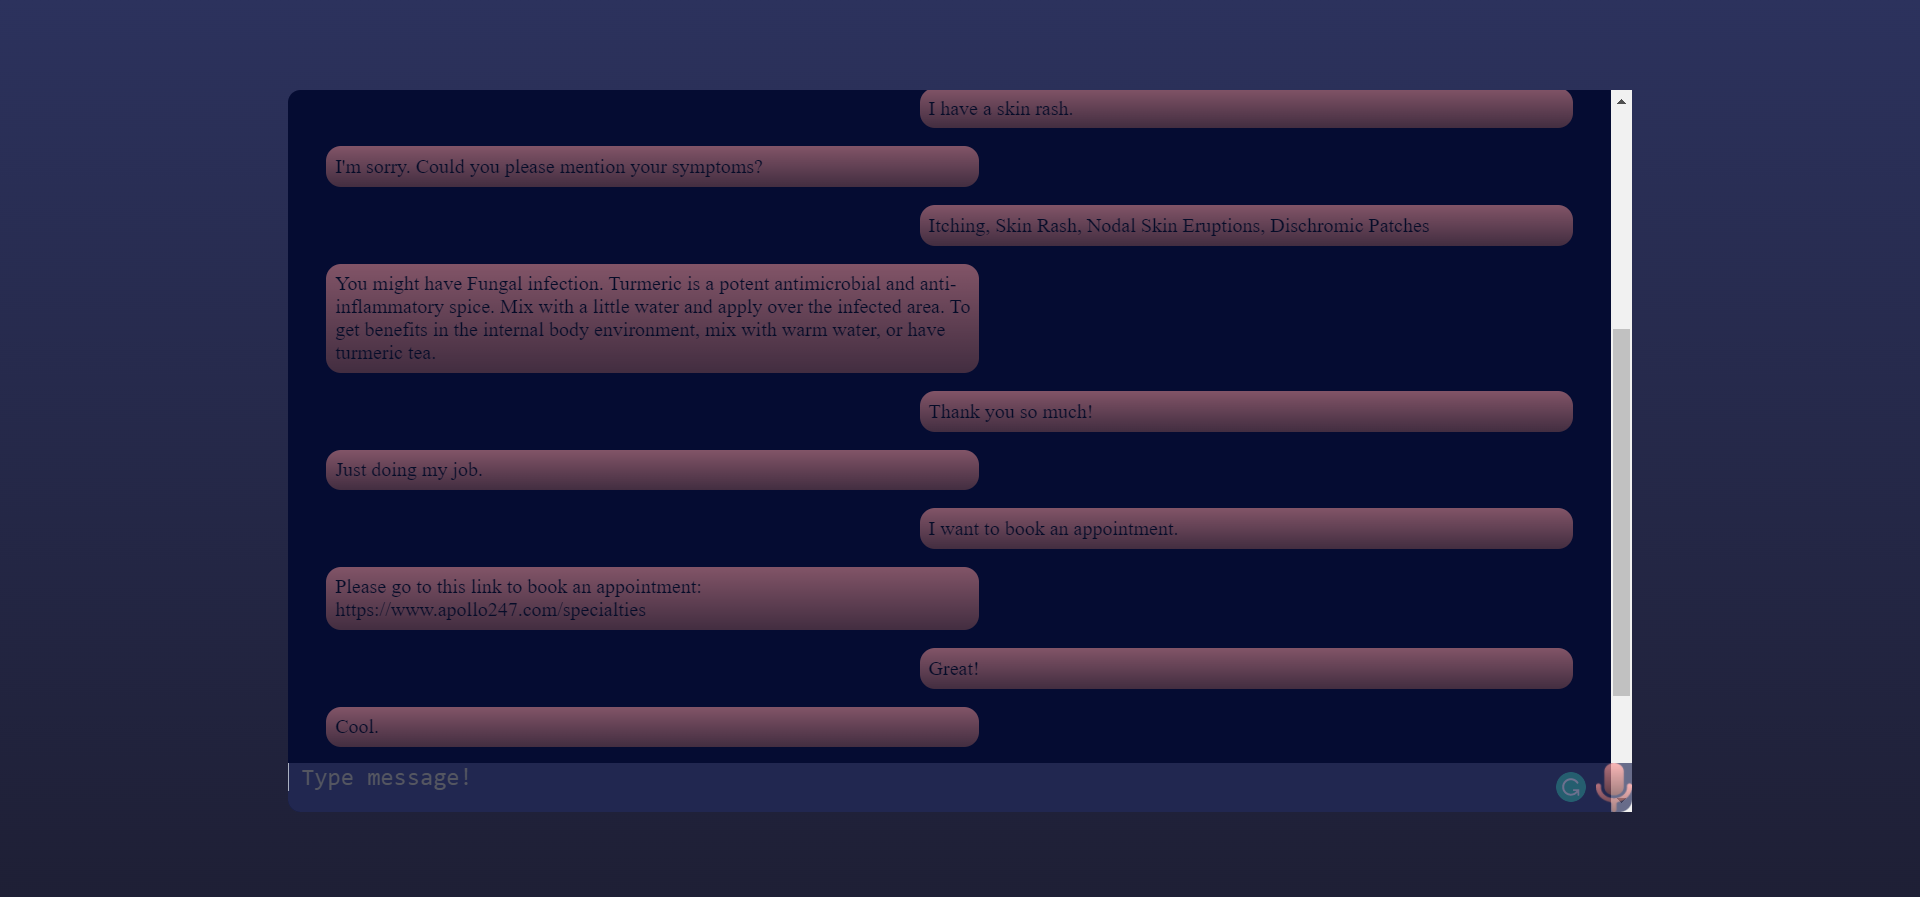 I have a skin rash.
I'm sorry. Could you please mention your symptoms?
Itching, Skin Rash, Nodal Skin Eruptions, Dischromic Patches
You might have Fungal infection. Turmeric is a potent antimicrobial and anti-
inflammatory spice. Mix with a little water and apply over the infected area. To
get benefits in the internal body environment, mix with warm water, or have
turmeric tea.
Thank you so much!
Just doing my job.
I want to book an appointment.
Please go to this link to book an appointment:
https://www.apollo247.com/specialties
Great!
Cool.
Type message!